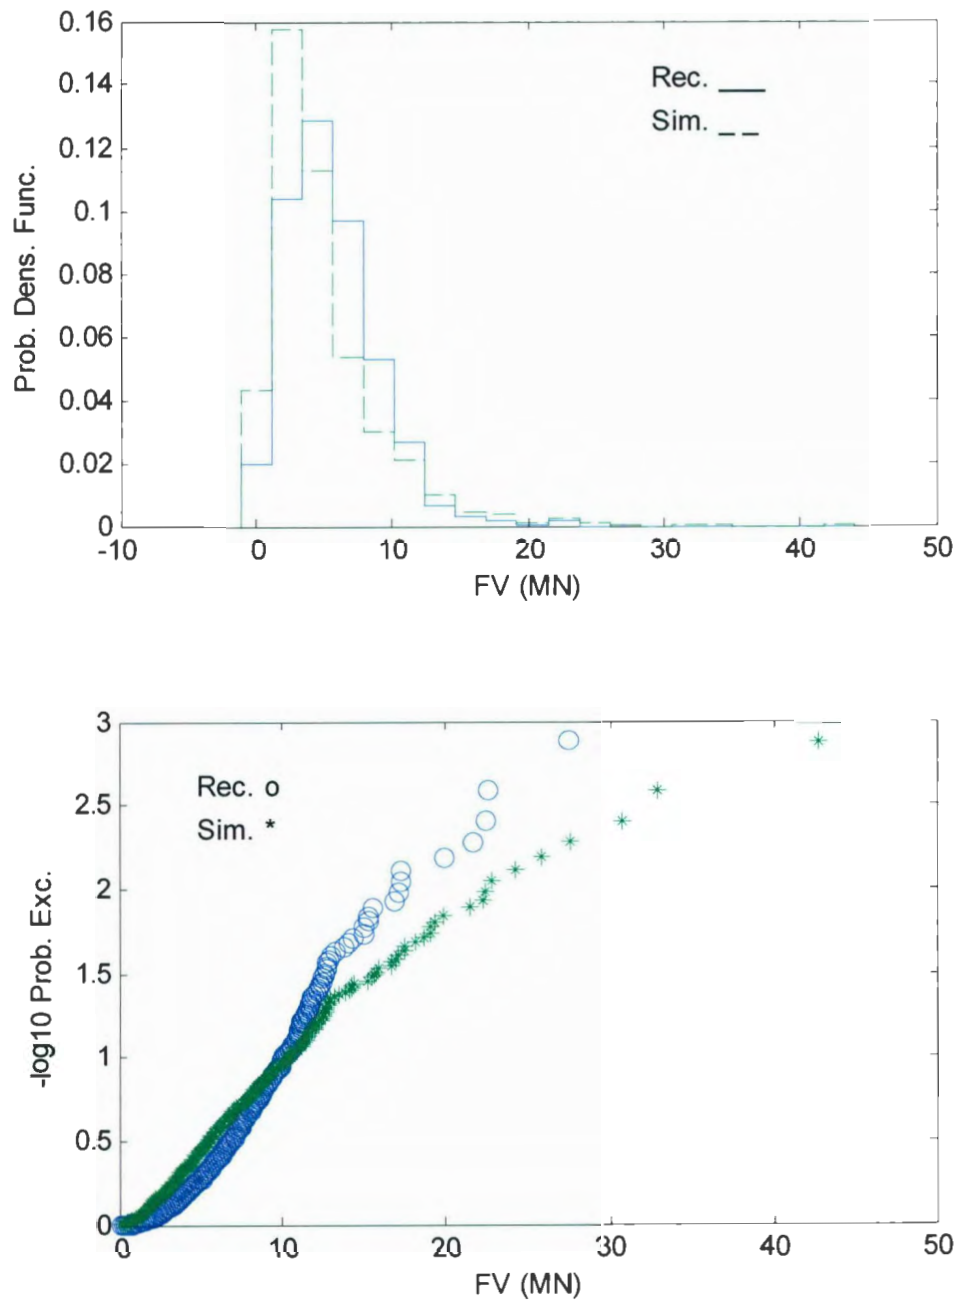 0.16
0.14
0.12
0.1
0.08
0.06
0.04
0.02
0
Prob. Dens. Func.
Rec.
Sim.
-10 0 10 20 30 40 50
FV (MN)
3
2.5
2
1.5
1
0.5
0
-log10 Prob. Exc.
Rec. o
Sim. *
0 10 20 30 40 50
FV (MN)